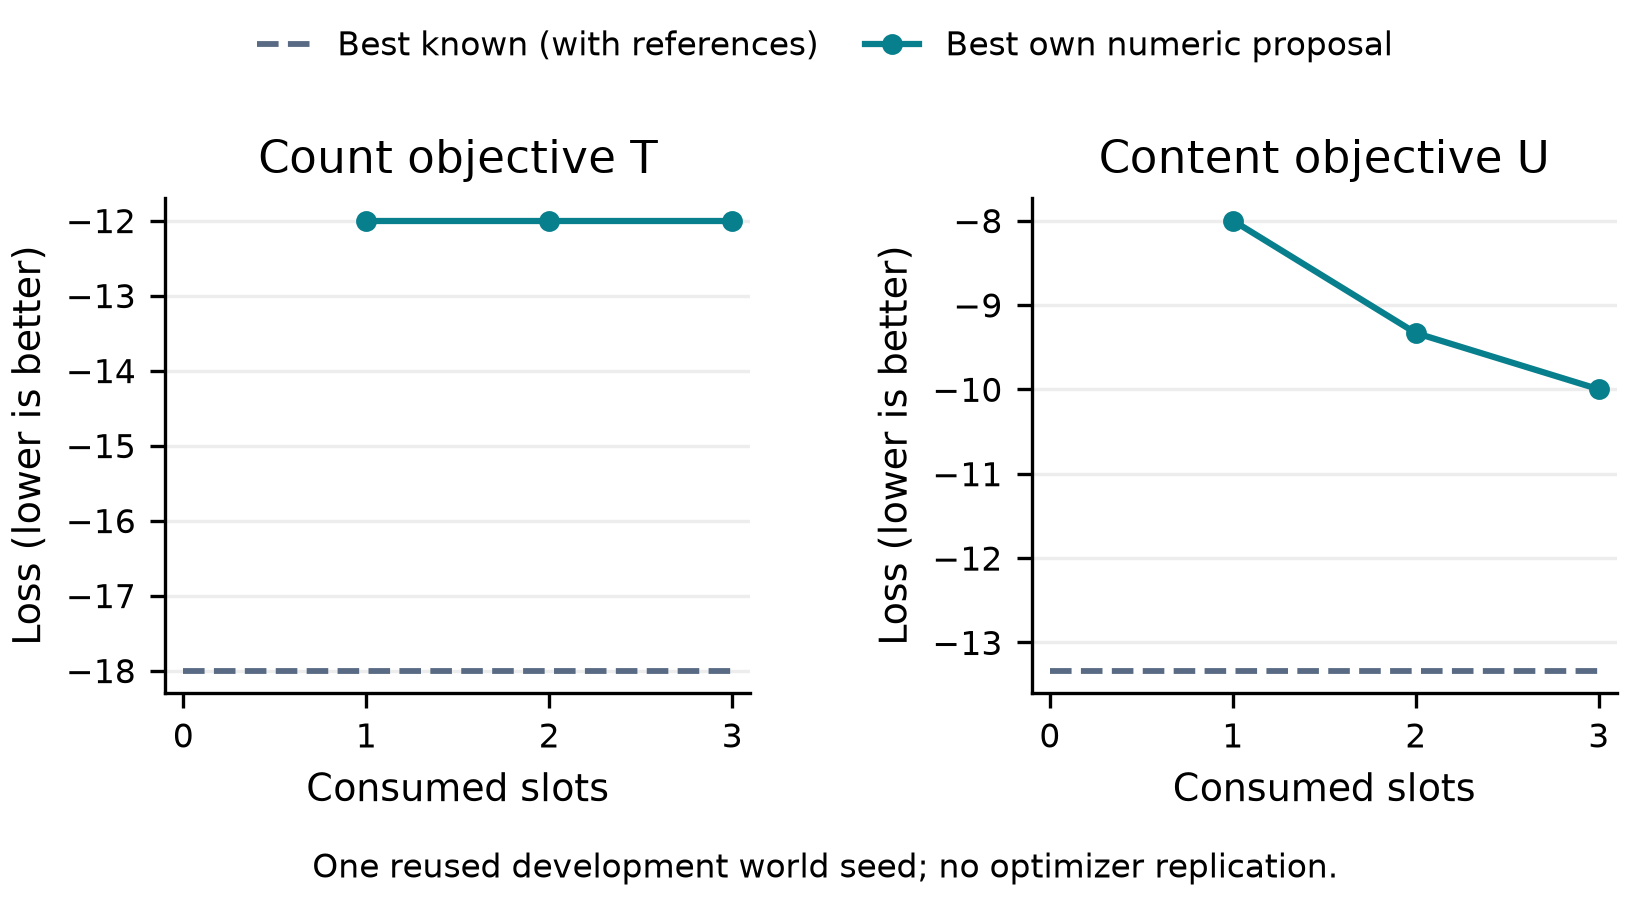 Best known (with references)
Best own numeric proposal
Count objective T
Loss (lower is better)
−12
−13
−14
−15
−16
−17
−18
0 1 2 3
Consumed slots
Content objective U
Loss (lower is better)
−8
−9
−10
−11
−12
−13
0 1 2 3
Consumed slots
One reused development world seed; no optimizer replication.